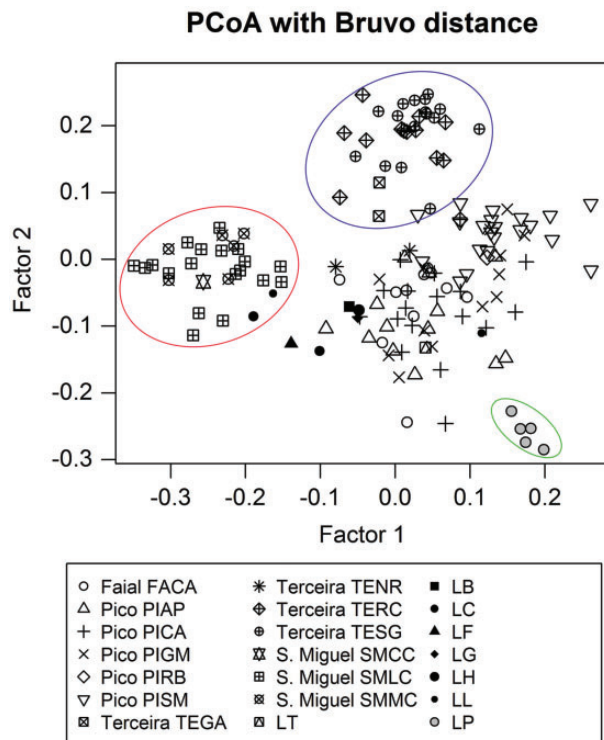 PCoA with Bruvo distance
Factor 2
0.2
0.1
0.0
-0.1
-0.2
-0.3
-0.3 -0.2 -0.1 0.0 0.1 0.2
Factor 1
Faial FACA Terceira TENR LB
Pico PIAP Terceira TERC LC
Pico PICA Terceira TESG LF
Pico PIGM S. Miguel SMCC LG
Pico PIRB S. Miguel SMLC LH
Pico PISM S. Miguel SMMC LL
Terceira TEGA LT LP